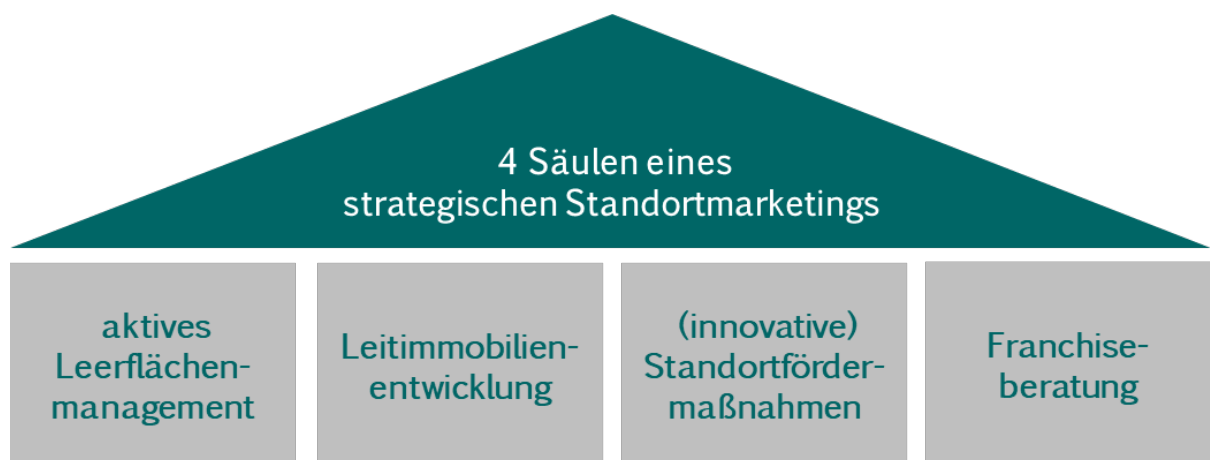 4 Säulen eines
strategischen Standortmarketings
aktives
Leerflächen-
management
Leitimmobilien-
entwicklung
(innovative)
Standortförder-
maßnahmen
Franchise-
beratung